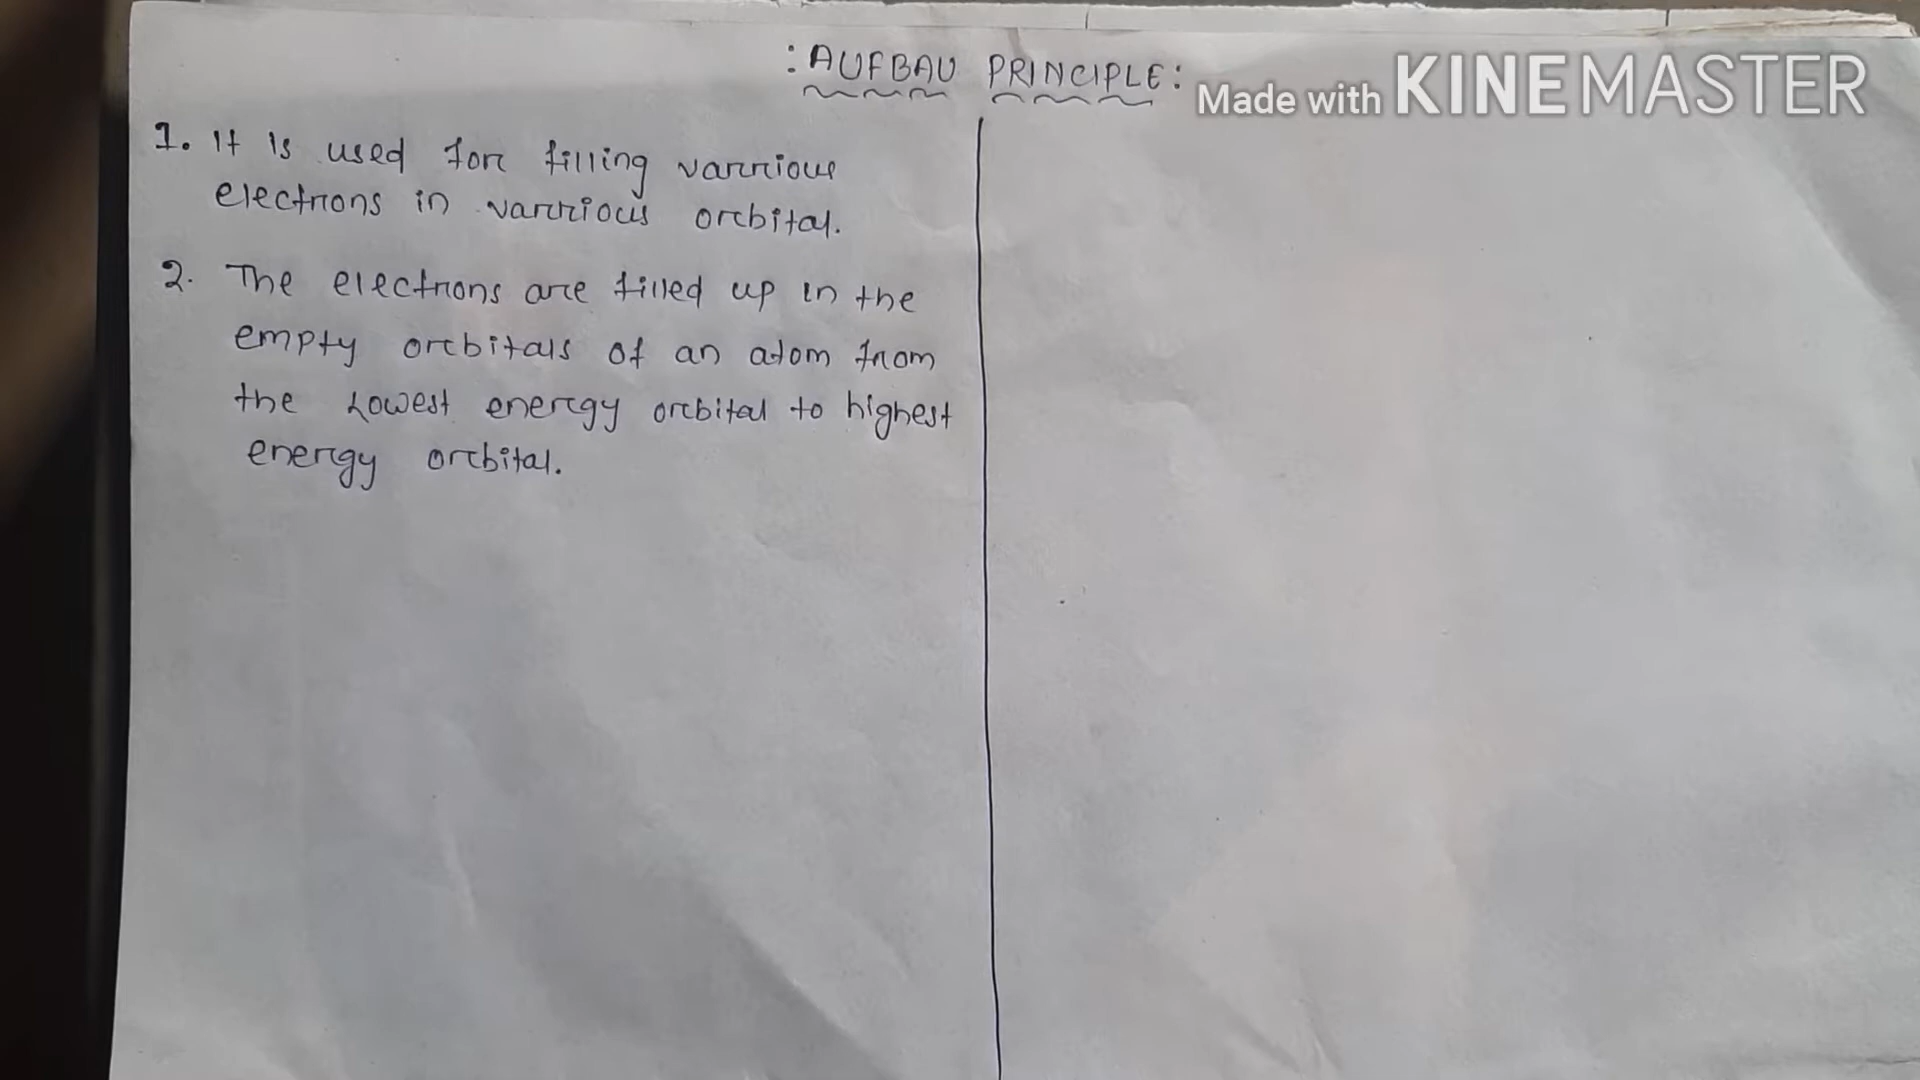 : AUFBAU PRINCIPLE :
Made with KINEMASTER
1. It is used for filling varrious
electrons in varrious orbital.
2. The electrons are filled up in the
empty orbitals of an atom from
the Lowest energy orbital to highest
energy orbital.